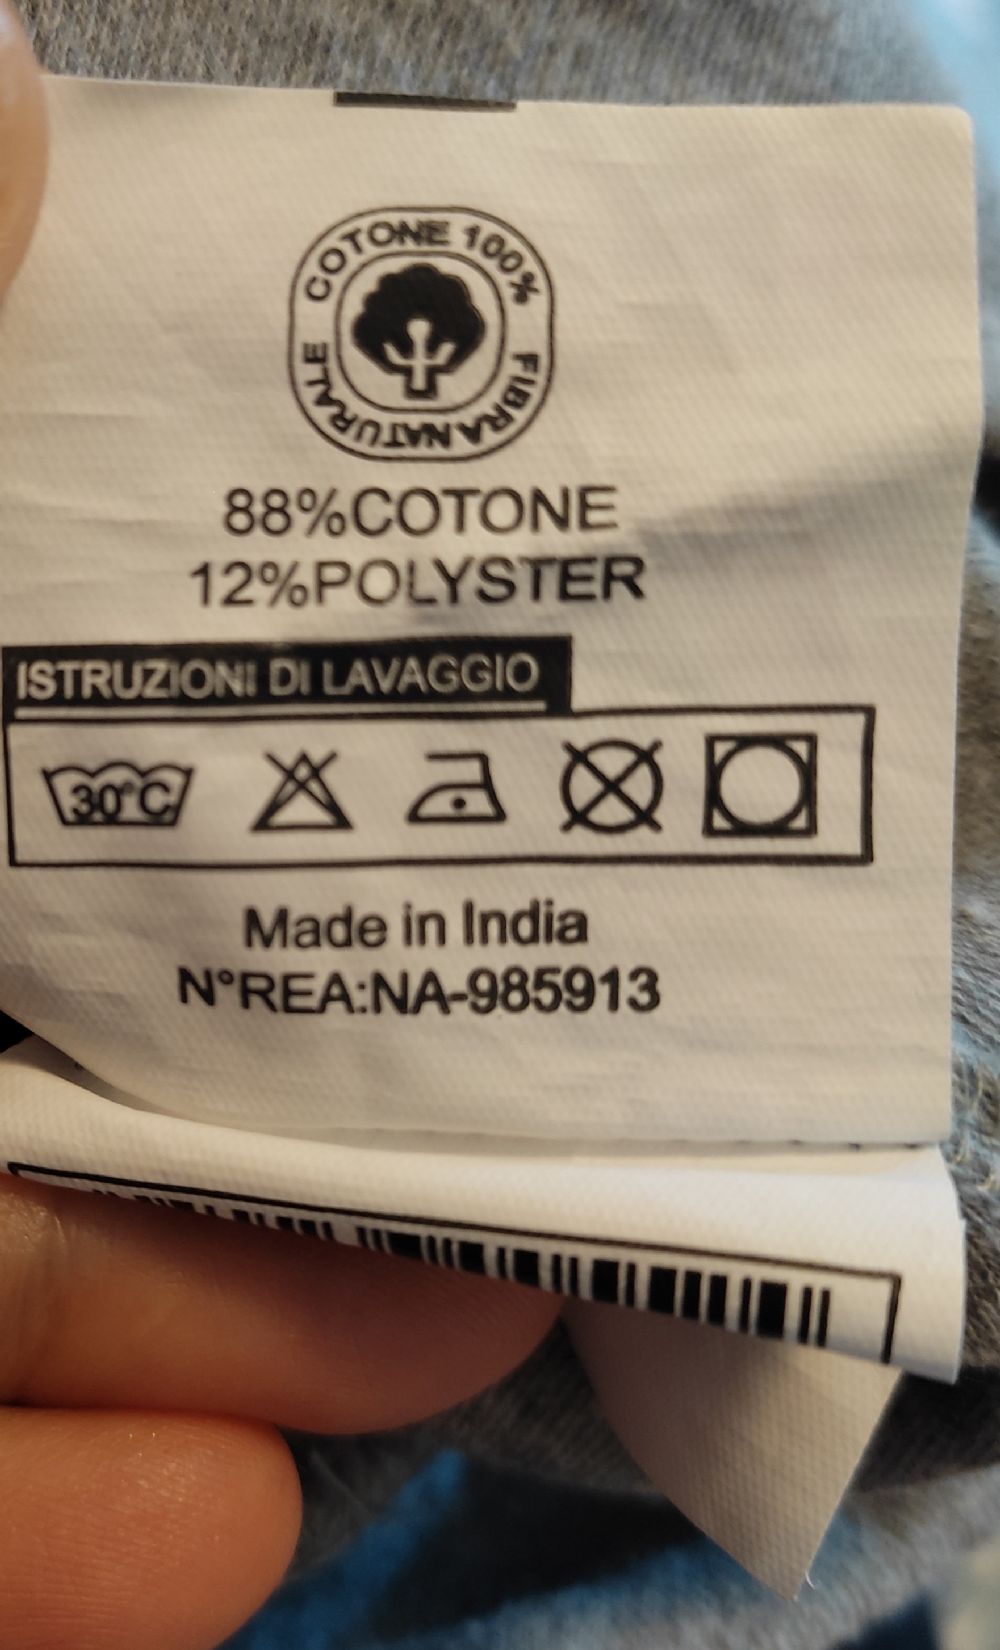 COTONE 100%
FIBRA NATURALE
88%COTONE
12%POLYSTER
ISTRUZIONI DI LAVAGGIO
30°C
Made in India
N°REA:NA-985913